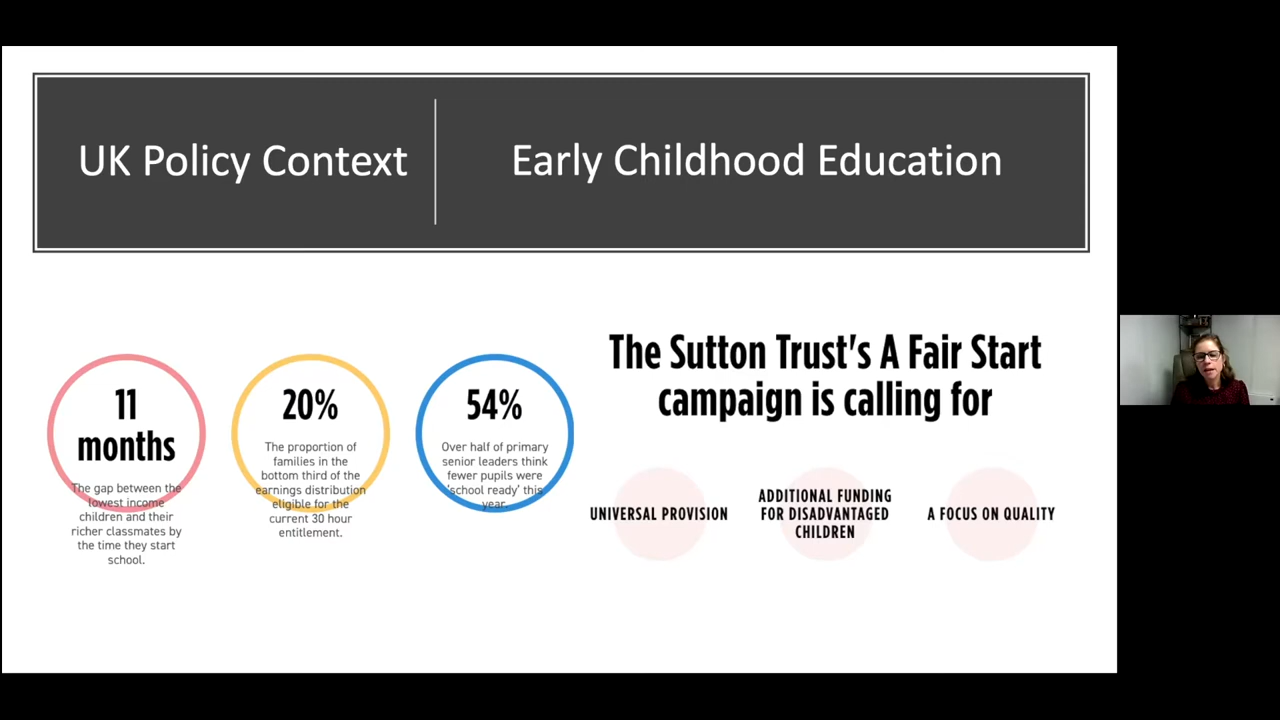 UK Policy Context
Early Childhood Education
11
months
The gap between the
lowest income
children and their
richer classmates by
the time they start
school.
20%
The proportion of
families in the
bottom third of the
earnings distribution
eligible for the
current 30 hour
entitlement.
54%
Over half of primary
senior leaders think
fewer pupils were
'school ready' this
year.
The Sutton Trust's A Fair Start
campaign is calling for
UNIVERSAL PROVISION
ADDITIONAL FUNDING
FOR DISADVANTAGED
CHILDREN
A FOCUS ON QUALITY